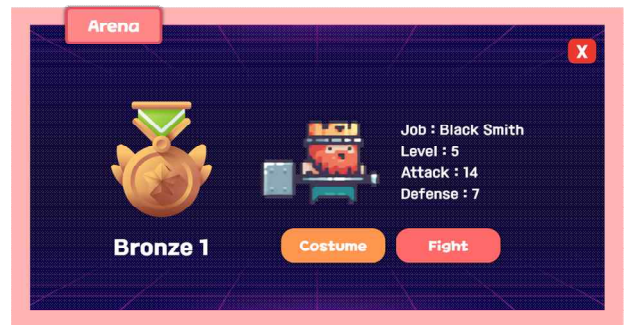 Arena
X
Job : Black Smith
Level : 5
Attack : 14
Defense : 7
Bronze 1
Costume
Fight